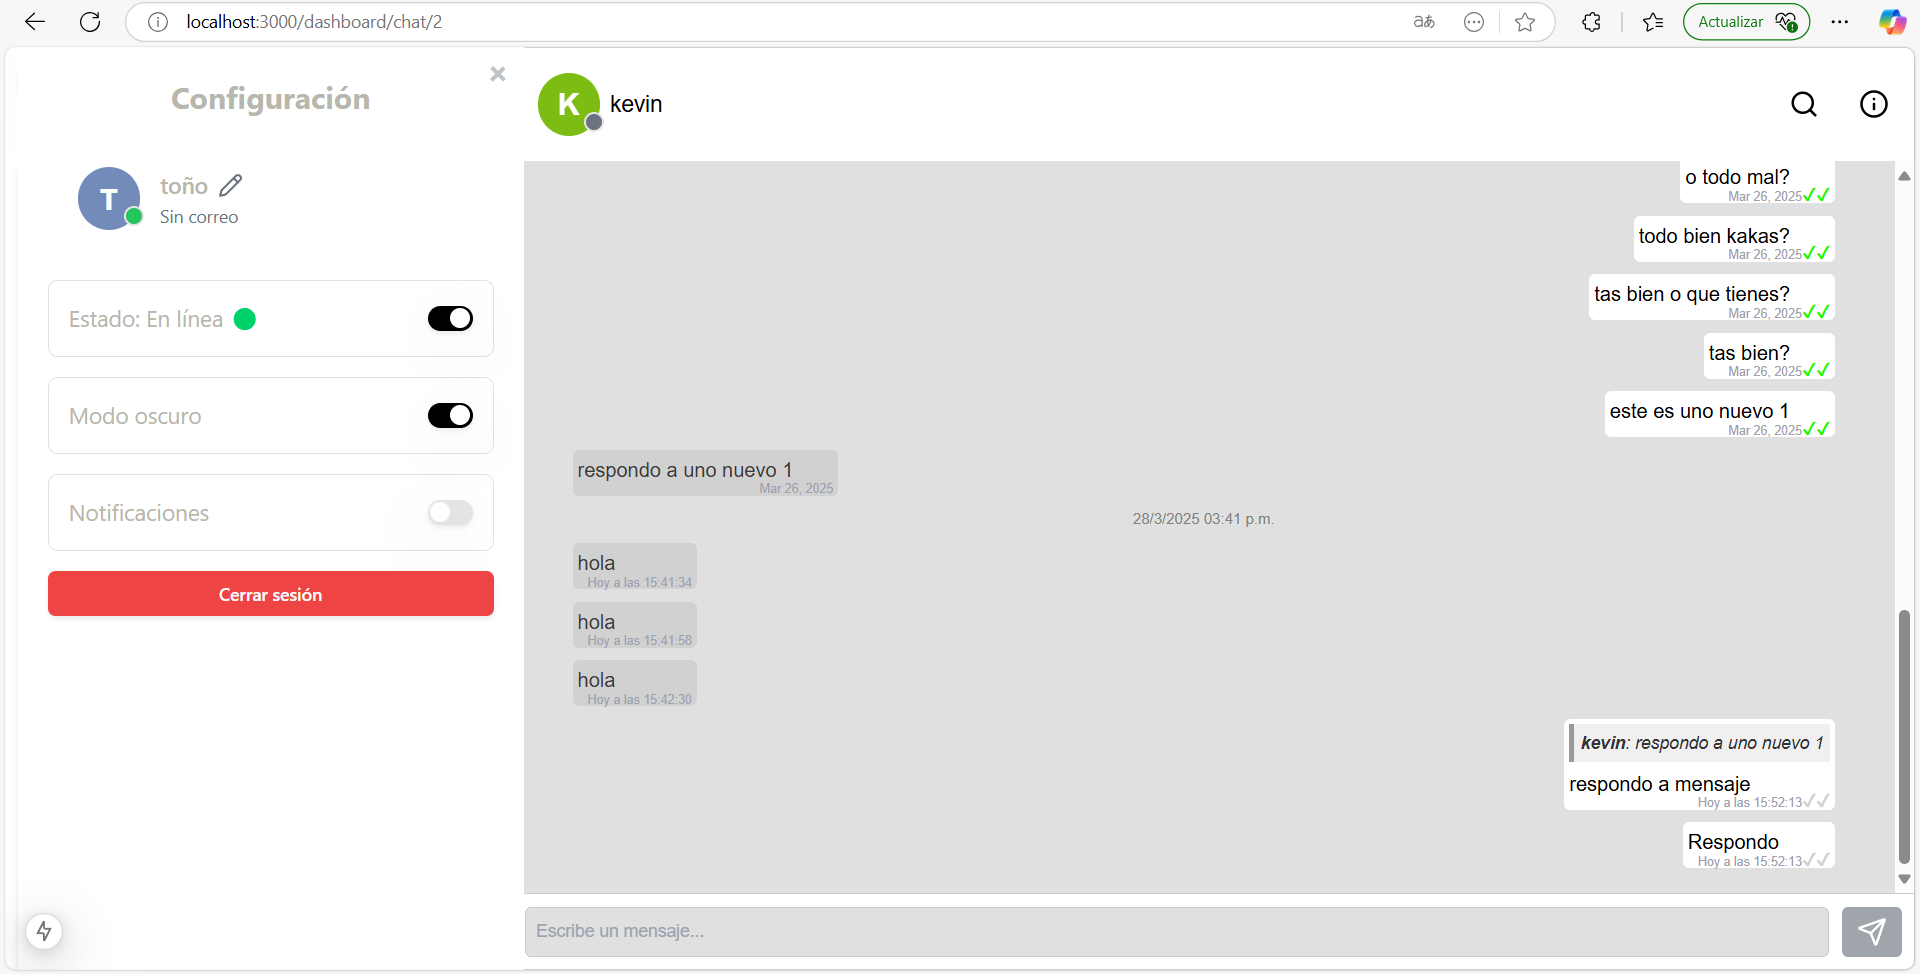 localhost:3000/dashboard/chat/2
aあ
Actualizar
Configuración
T
toño
Sin correo
Estado: En línea
Modo oscuro
Notificaciones
Cerrar sesión
K
kevin
o todo mal?
Mar 26, 2025
todo bien kakas?
Mar 26, 2025
tas bien o que tienes?
Mar 26, 2025
tas bien?
Mar 26, 2025
este es uno nuevo 1
Mar 26, 2025
respondo a uno nuevo 1
Mar 26, 2025
28/3/2025 03:41 p.m.
hola
Hoy a las 15:41:34
hola
Hoy a las 15:41:58
hola
Hoy a las 15:42:30
kevin: respondo a uno nuevo 1
respondo a mensaje
Hoy a las 15:52:13
Respondo
Hoy a las 15:52:13
Escribe un mensaje...